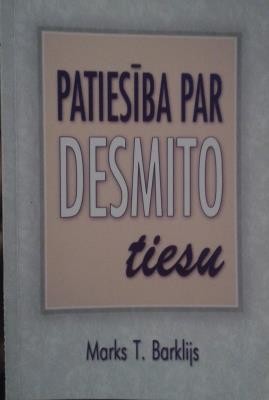 PATIESĪBA PAR
DESMITO
tiesu
Marks T. Barklijs